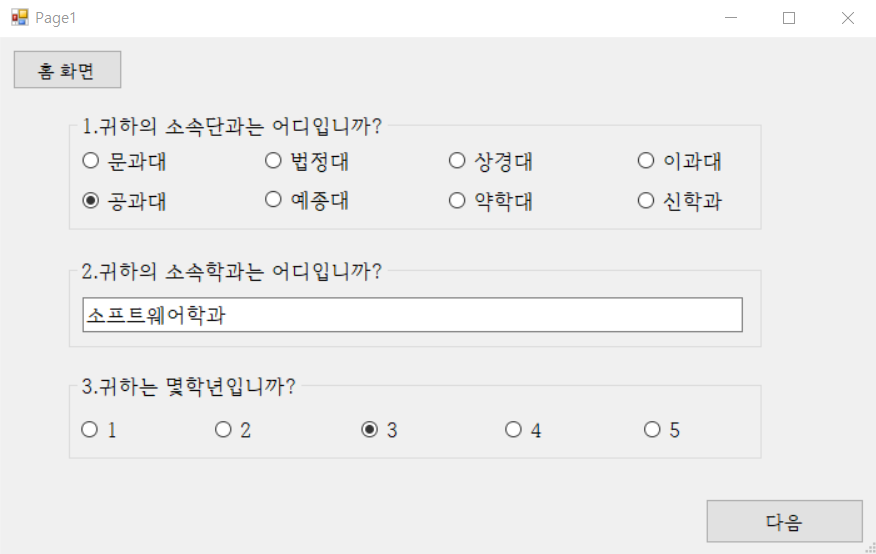 Page1
홈 화면
1.귀하의 소속단과는 어디입니까?
문과대 법정대 상경대 이과대
공과대 예종대 약학대 신학과
2.귀하의 소속학과는 어디입니까?
소프트웨어학과
3.귀하는 몇학년입니까?
1 2 3 4 5
다음